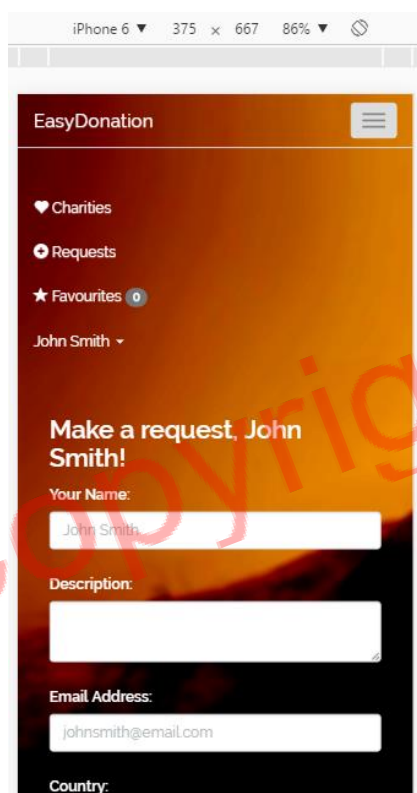 iPhone 6 ▼ 375 x 667 86% ▼
EasyDonation
Charities
Requests
Favourites 0
John Smith
Make a request, John
Smith!
Your Name:
John Smith
Description:
Email Address:
johnsmith@email.com
Country:
copyrig